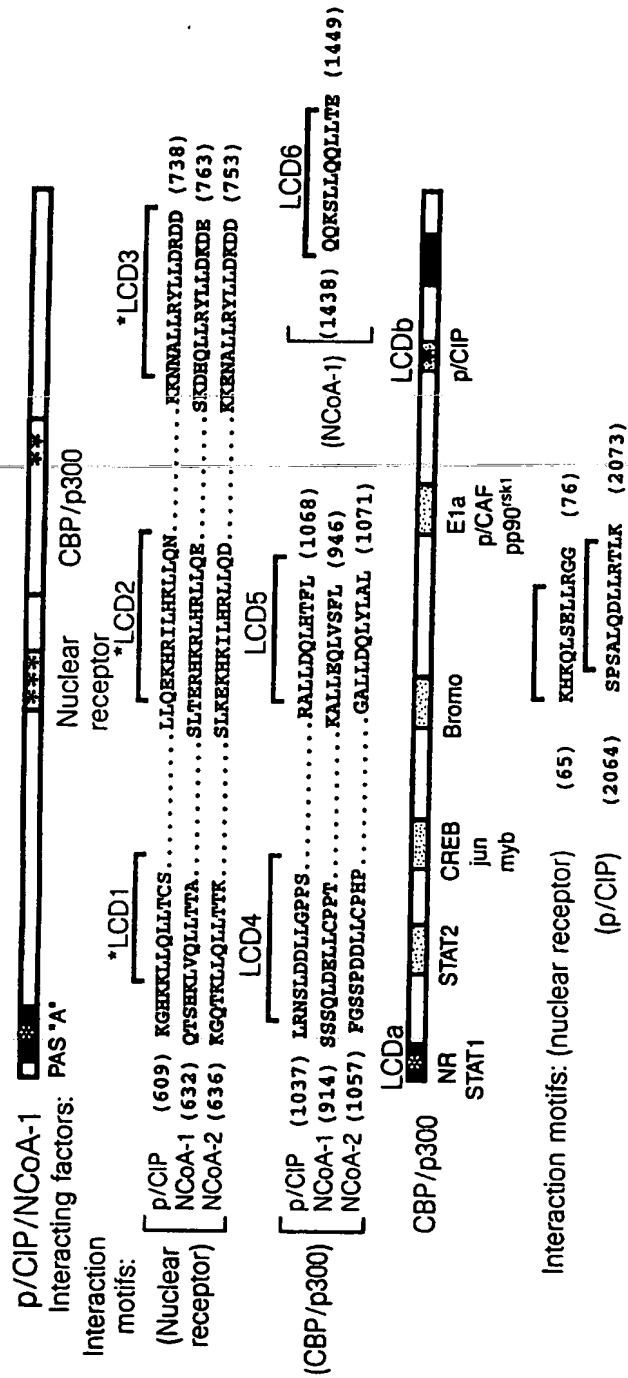 p/CIP/NCoA-1
Interacting factors: PAS "A" Nuclear receptor CBP/p300
Interaction motifs:
*LCD1 *LCD2 *LCD3
(Nuclear receptor)
p/CIP (609) KGHKKLLQLLTCS.......LLQEKHRILHKLLQN.......KKNNALLRYLLDRDD (738)
NCoA-1 (632) QTSHKLVQLLTTA.......SLTERHKRLHRLLQE.......SKDHQLLRYLLDKDE (763)
NCoA-2 (636) KGQTKLLQLLTTK.......SLKEKHKILHRLLQD.......KKENALLRYLLDKDD (753)
LCD4 LCD5 LCD6
(CBP/p300)
p/CIP (1037) LRNSLDDLLGPPS.......RALLDQLHTFL (1068)
NCoA-1 (914) SSSQLDELLCPPT.......KALLEQLVSFL (946)
NCoA-2 (1057) FGSSPDDLLCPHP.......GALLDQLYLAL (1071)
(NCoA-1) (1438) QQKSLLQQLLTE (1449)
LCDa LCDb
CBP/p300
NR STAT1 STAT2 CREB jun myb Bromo E1a p/CAF pp90rsk1 p/CIP
Interaction motifs: (nuclear receptor) (65) KHKQLSELLRGG (76)
(p/CIP) (2064) SPSALQDLLRTLK (2073)